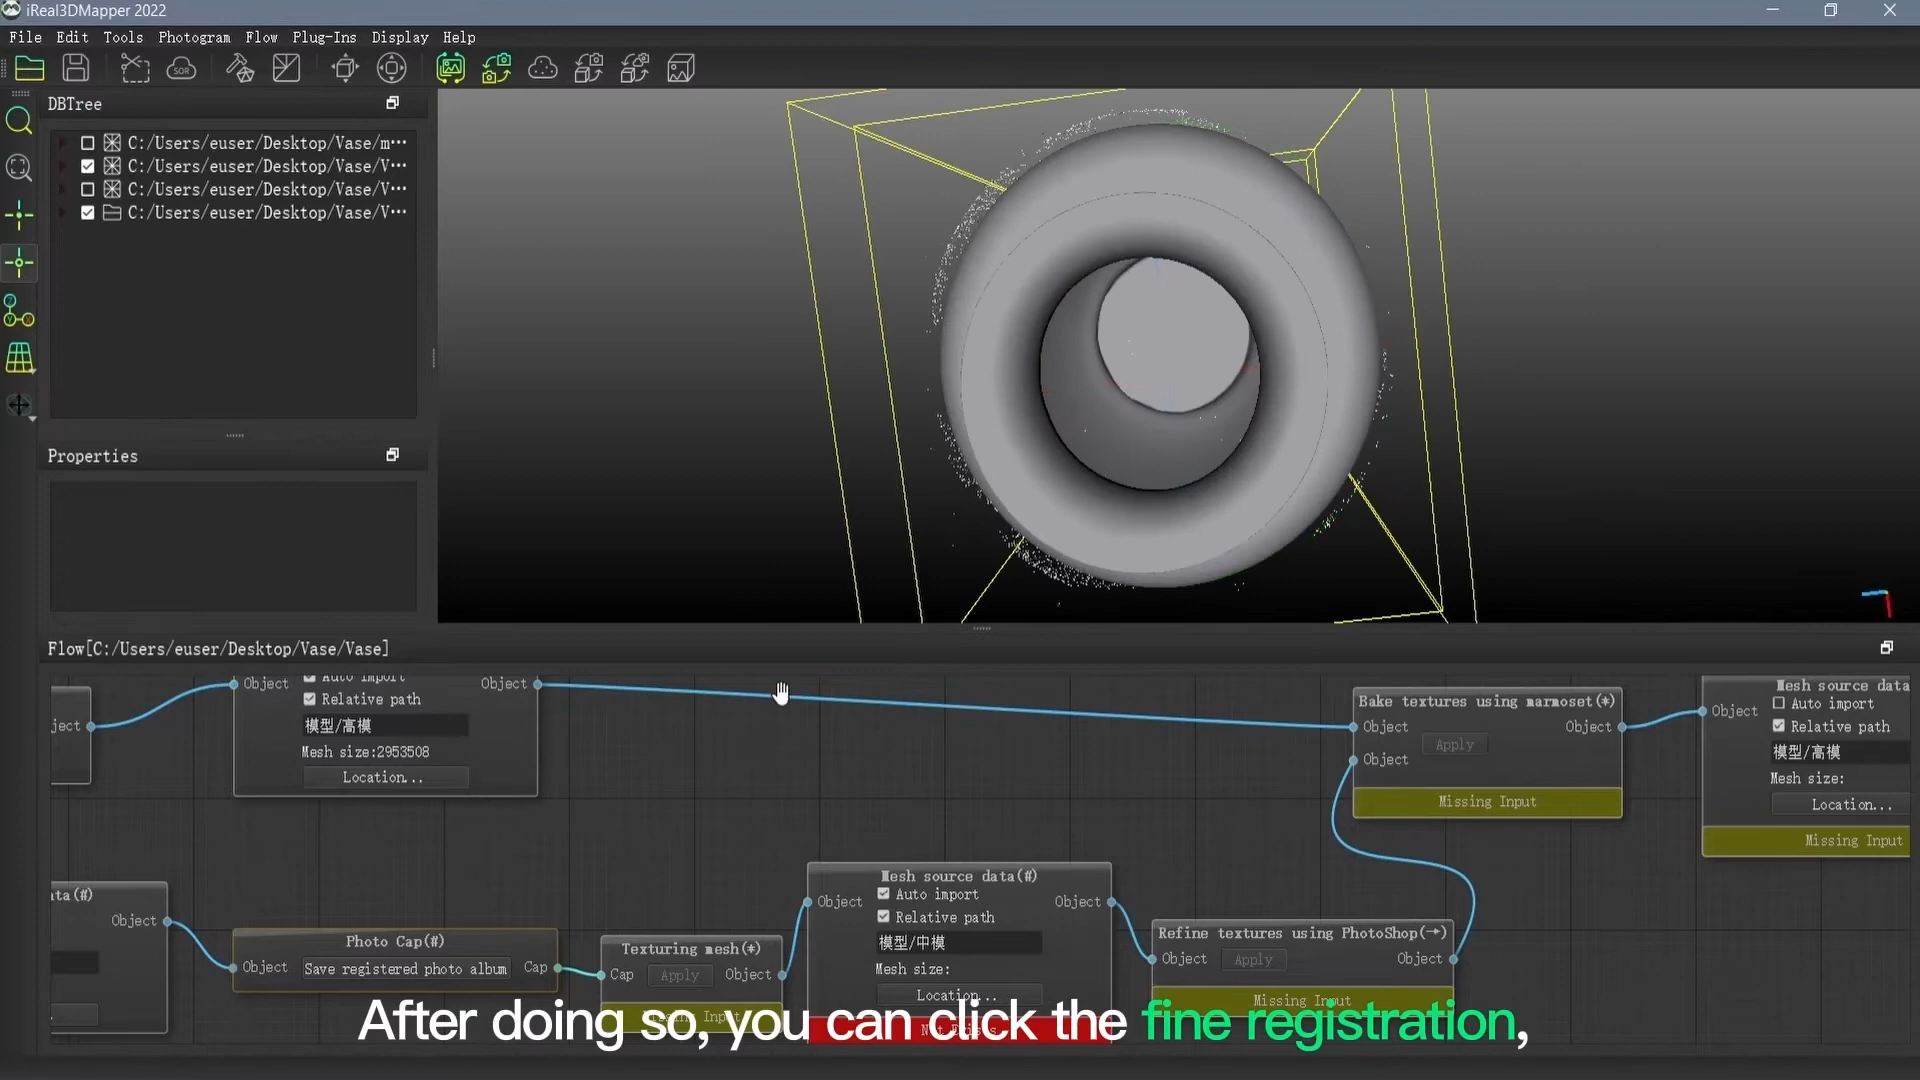 iReal3DMapper 2022
File Edit Tools Photogram Flow Plug-Ins Display Help
SOR
DBTree
C:/Users/euser/Desktop/Vase/m···
C:/Users/euser/Desktop/Vase/V···
C:/Users/euser/Desktop/Vase/V···
C:/Users/euser/Desktop/Vase/V···
Properties
Flow[C:/Users/euser/Desktop/Vase/Vase]
ject
Object
Auto import
Relative path
模型/高模
Mesh size:2953508
Location...
Object
Bake textures using marmoset(*)
Object
Apply
Object
Object
Missing Input
Mesh source data
Object
Auto import
Relative path
模型/高模
Mesh size:
Location...
Missing Input
ata(#)
Object
Photo Cap(#)
Object
Save registered photo album
Cap
Texturing mesh(*)
Cap
Apply
Object
Mesh source data(#)
Object
Auto import
Relative path
模型/中模
Mesh size:
Location...
Object
Refine textures using PhotoShop(→)
Object
Apply
Object
Missing Input
After doing so, you can click the fine registration,